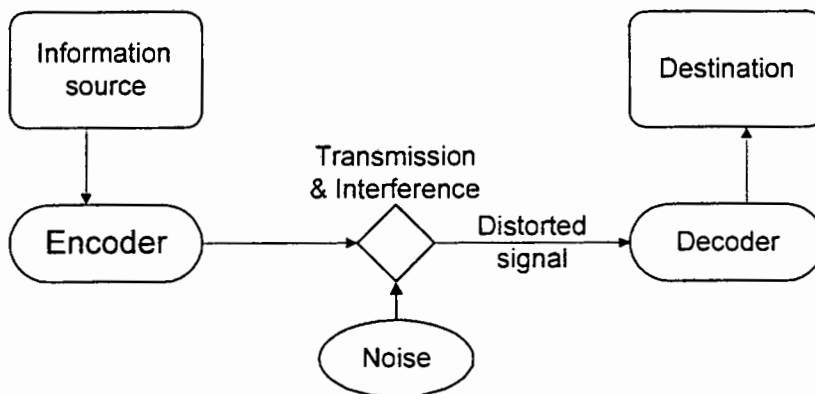 Information
source
Destination
Transmission
& Interference
Encoder
Distorted
signal
Decoder
Noise